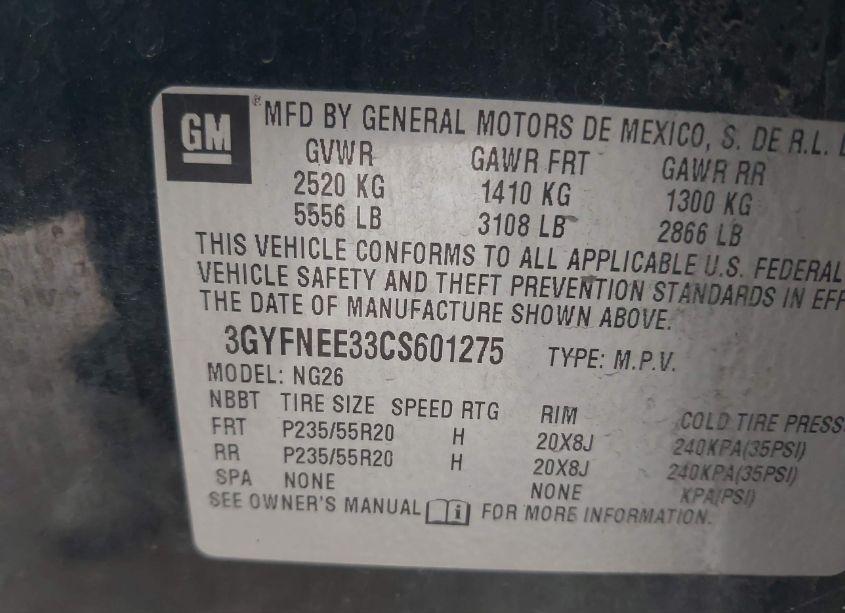 GM
® MFD BY GENERAL MOTORS DE MEXICO, S. DE R.L.
GVWR GAWR FRT GAWR RR
2520 KG 1410 KG 1300 KG
5556 LB 3108 LB 2866 LB
THIS VEHICLE CONFORMS TO ALL APPLICABLE U.S. FEDERAL
VEHICLE SAFETY AND THEFT PREVENTION STANDARDS IN EFF
THE DATE OF MANUFACTURE SHOWN ABOVE.
3GYFNEE33CS601275 TYPE: M.P.V.
MODEL: NG26
NBBT TIRE SIZE SPEED RTG RIM COLD TIRE PRESS
FRT P235/55R20 H 20X8J 240KPA(35PSI)
RR P235/55R20 H 20X8J 240KPA(35PSI)
SPA NONE NONE KPA(PSI)
SEE OWNER'S MANUAL i FOR MORE INFORMATION.